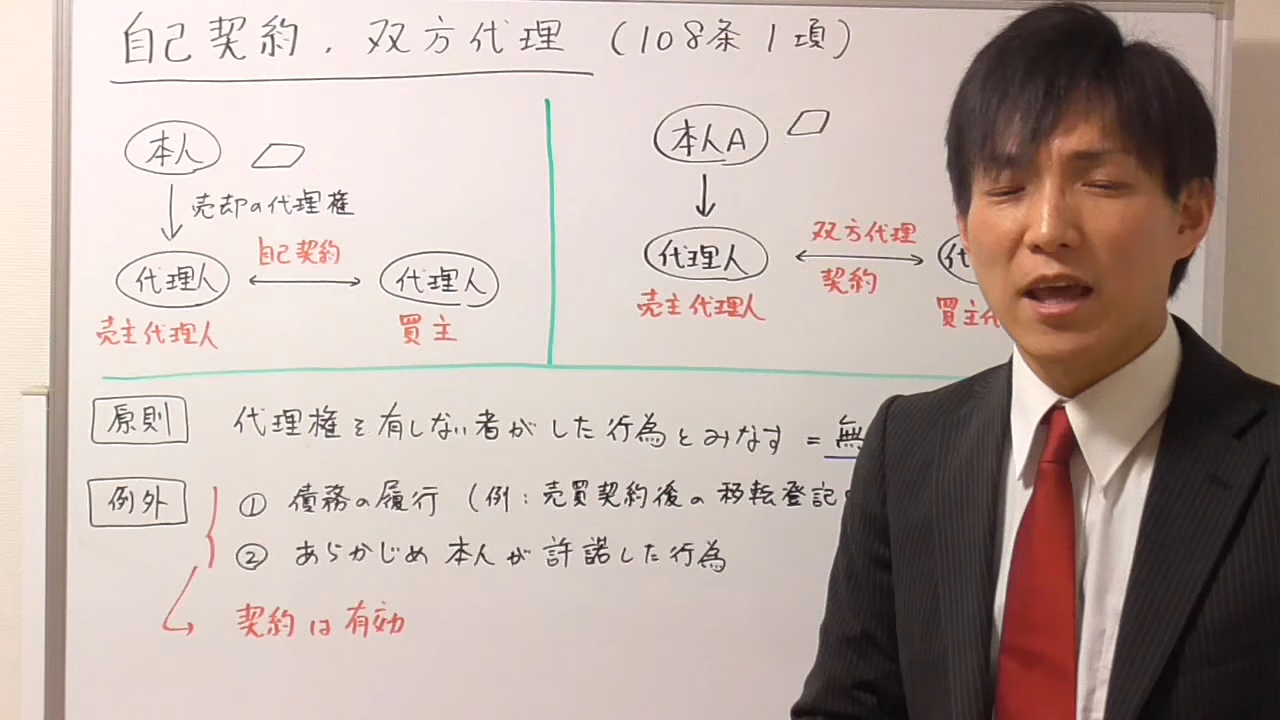 自己契約、双方代理 (108条1項)
本人
売却の代理権
代理人
自己契約
代理人
売主代理人
買主
本人A
代理人
双方代理
契約
代
売主代理人
買主代
原則 代理権を有しない者がした行為とみなす = 無
例外 ① 債務の履行 (例:売買契約後の移転登記
② あらかじめ本人が許諾した行為
契約は有効